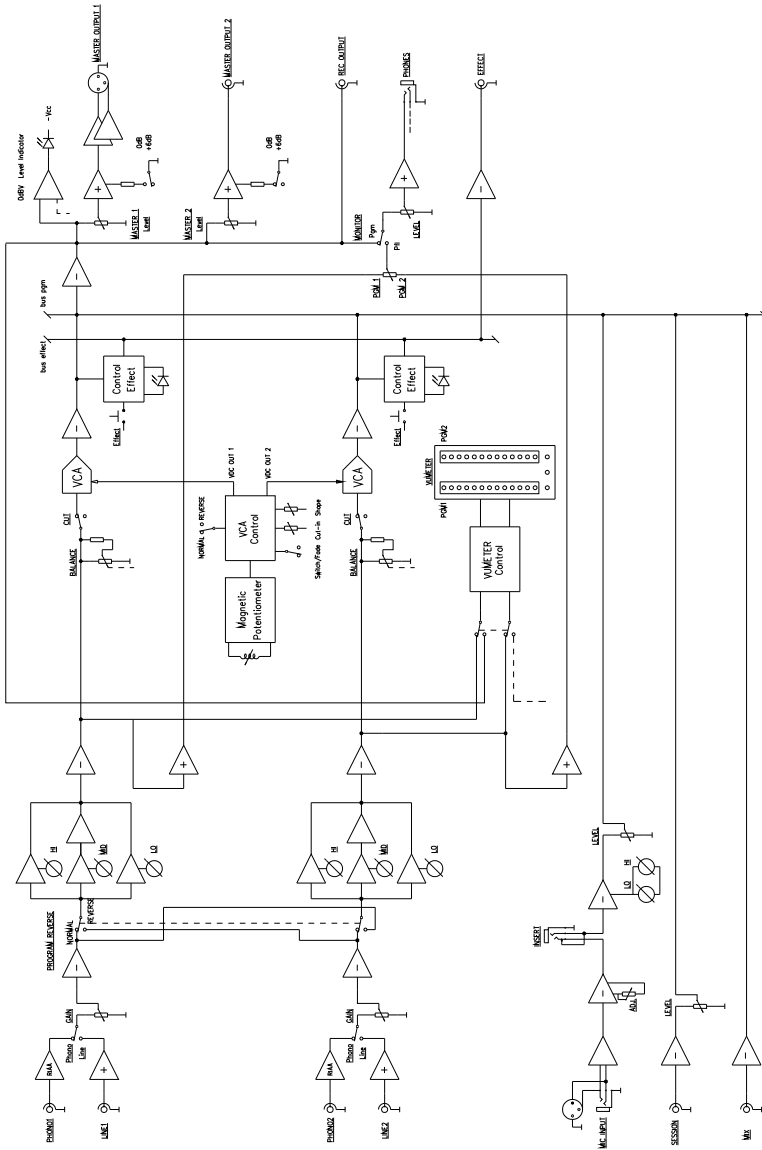 PHONO1
RIAA
LINE1
+
Phono
Line
GAIN
−
PROGRAM REVERSE
NORMAL
REVERSE
HI
MID
LO
−
+
BALANCE
CUT
VCA
−
Effect
Control
Effect
bus effect
bus pgm
−
0dBV Level Indicator
-Vcc
MASTER 1
Level
+
0dB
+6dB
MASTER OUTPUT 1
MASTER 2
Level
+
0dB
+6dB
MASTER OUTPUT 2
REC OUTPUT
MONITOR
Pgm
Pfl
PGM 1
PGM 2
LEVEL
+
PHONES
−
EFFECT
Magnetic
Potentiometer
VCA
Control
NORMAL
REVERSE
Switch/Fade Cut-in Shape
VDC OUT 1
VDC OUT 2
PHONO2
RIAA
LINE2
+
Phono
Line
GAIN
−
HI
MID
LO
−
+
BALANCE
CUT
VCA
−
Effect
Control
Effect
VUMETER
Control
VUMETER
PGM1
PGM2
MIC INPUT
−
ADJ.
INSERT
−
LO
HI
LEVEL
SESSION
−
LEVEL
MIX
−